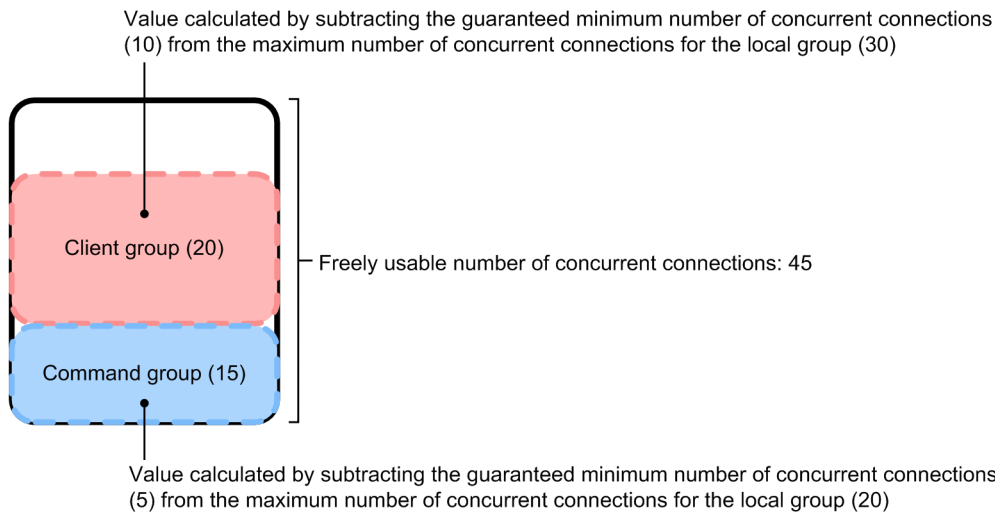 Value calculated by subtracting the guaranteed minimum number of concurrent connections
(10) from the maximum number of concurrent connections for the local group (30)
Client group (20)
Freely usable number of concurrent connections: 45
Command group (15)
Value calculated by subtracting the guaranteed minimum number of concurrent connections
(5) from the maximum number of concurrent connections for the local group (20)